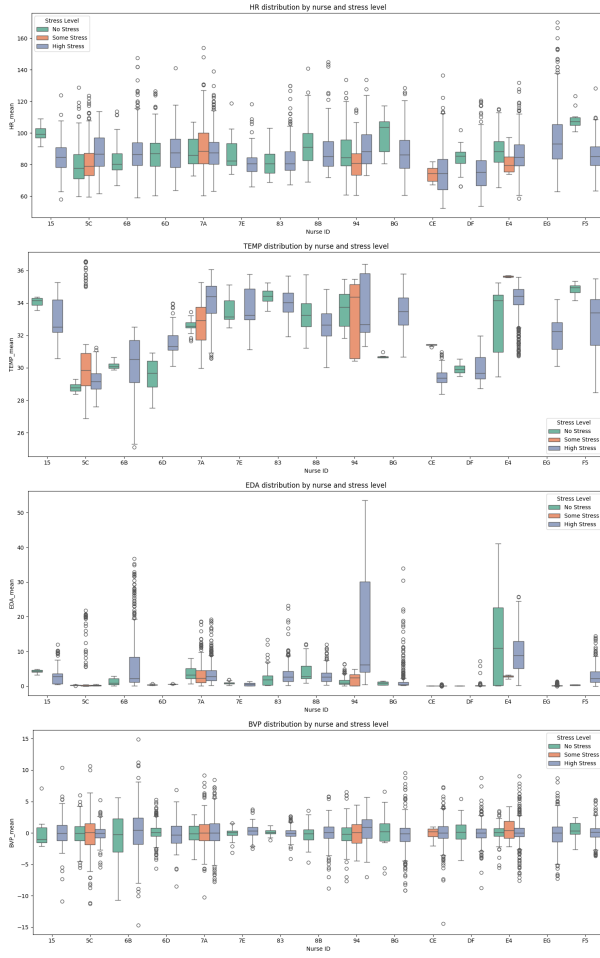 HR distribution by nurse and stress level
Stress Level
No Stress
Some Stress
High Stress
HR_mean
160
140
120
100
80
60
15 5C 6B 6D 7A 7E 83 8B 94 BG CE DF E4 EG F5
Nurse ID
TEMP distribution by nurse and stress level
TEMP_mean
36
34
32
30
28
26
Stress Level
No Stress
Some Stress
High Stress
15 5C 6B 6D 7A 7E 83 8B 94 BG CE DF E4 EG F5
Nurse ID
EDA distribution by nurse and stress level
Stress Level
No Stress
Some Stress
High Stress
EDA_mean
50
40
30
20
10
0
15 5C 6B 6D 7A 7E 83 8B 94 BG CE DF E4 EG F5
Nurse ID
BVP distribution by nurse and stress level
Stress Level
No Stress
Some Stress
High Stress
BVP_mean
15
10
5
0
−5
−10
−15
15 5C 6B 6D 7A 7E 83 8B 94 BG CE DF E4 EG F5
Nurse ID